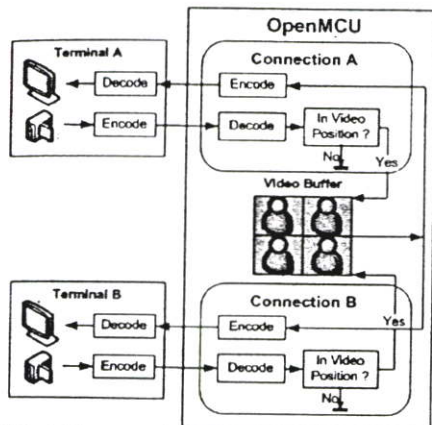 OpenMCU
Terminal A
Decode
Encode
Connection A
Encode
Decode
In Video
Position ?
No
Yes
Video Buffer
Terminal B
Decode
Encode
Connection B
Encode
Decode
In Video
Position ?
No
Yes